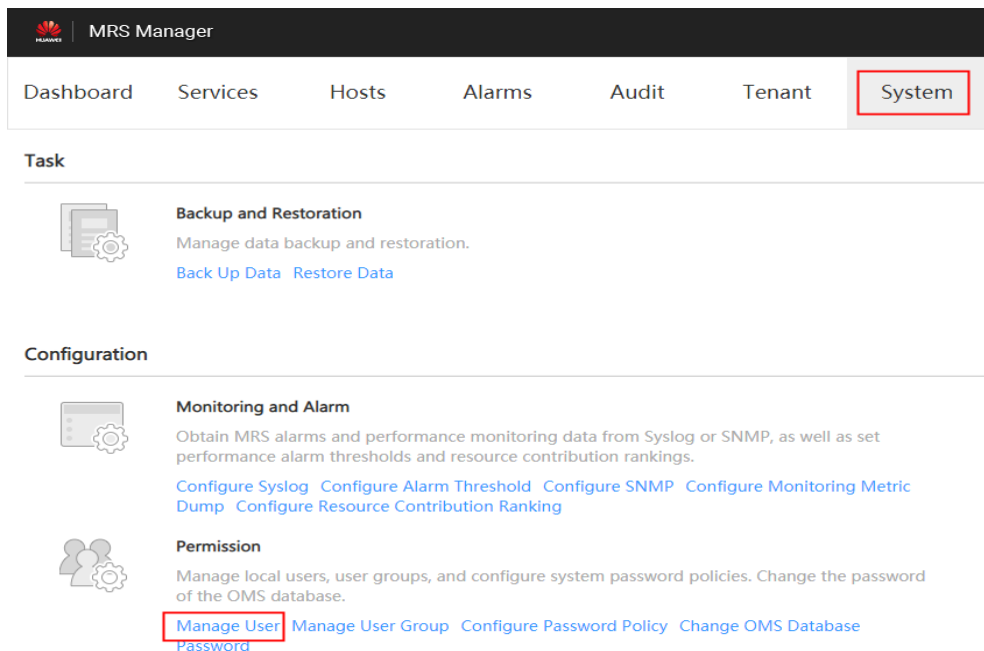 HUAWEI
MRS Manager
Dashboard Services Hosts Alarms Audit Tenant System
Task
Backup and Restoration
Manage data backup and restoration.
Back Up Data Restore Data
Configuration
Monitoring and Alarm
Obtain MRS alarms and performance monitoring data from Syslog or SNMP, as well as set
performance alarm thresholds and resource contribution rankings.
Configure Syslog Configure Alarm Threshold Configure SNMP Configure Monitoring Metric
Dump Configure Resource Contribution Ranking
Permission
Manage local users, user groups, and configure system password policies. Change the password
of the OMS database.
Manage User Manage User Group Configure Password Policy Change OMS Database
Password